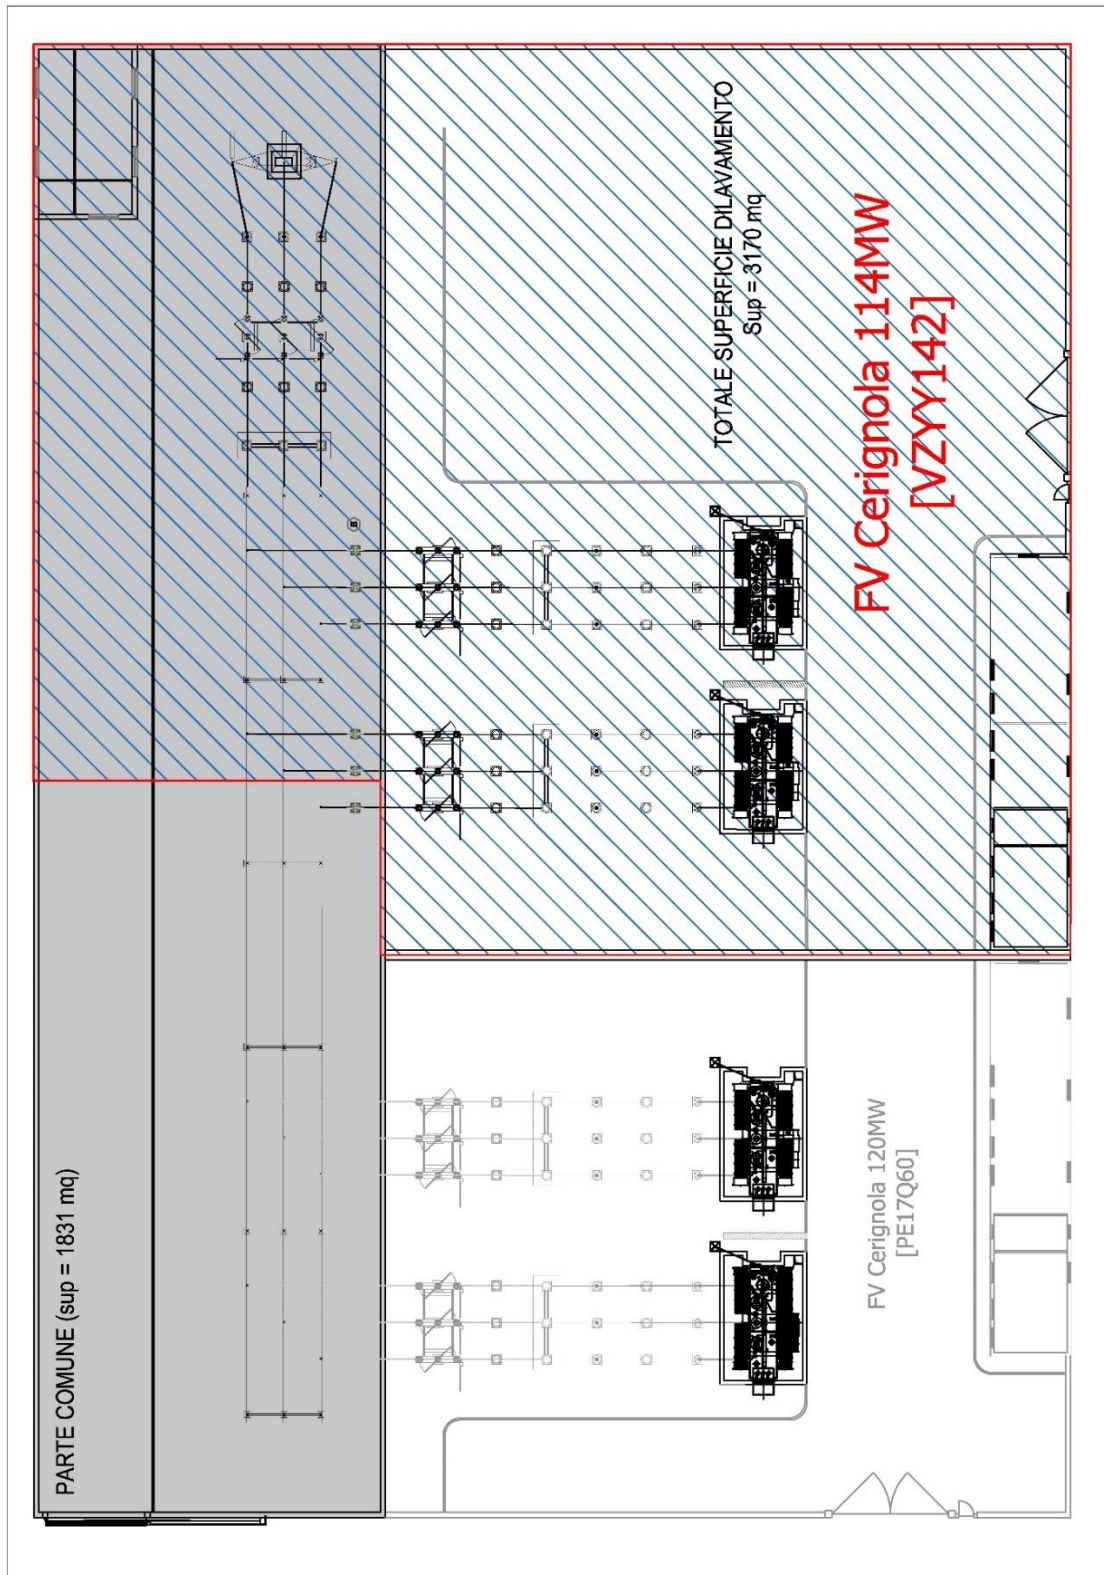 PARTE COMUNE (sup = 1831 mq)
TOTALE SUPERFICIE DILAVAMENTO
Sup = 3170 mq
FV Cerignola 114MW
[VZYY142]
FV Cerignola 120MW
[PE17Q60]